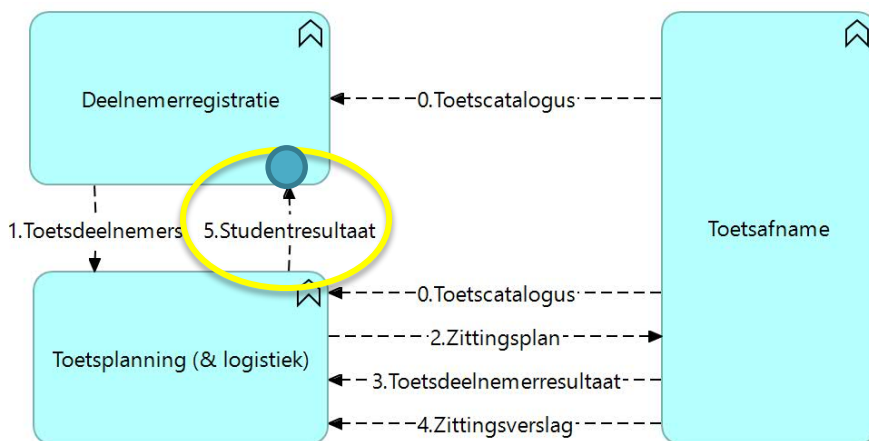 Deelnemerregistratie
0.Toetscatalogus
1.Toetsdeelnemers
5.Studentresultaat
Toetsafname
0.Toetscatalogus
2.Zittingsplan
Toetsplanning (& logistiek)
3.Toetsdeelnemerresultaat
4.Zittingsverslag